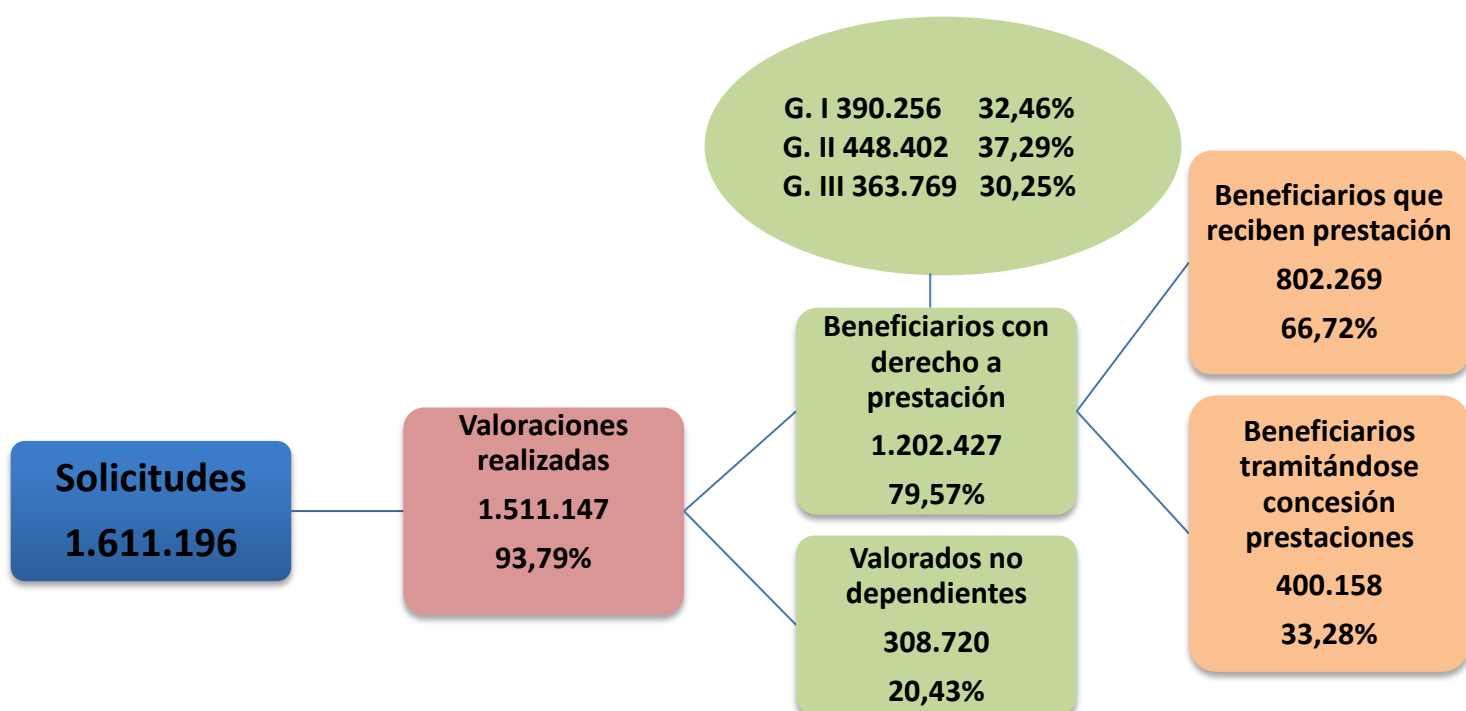 Solicitudes
1.611.196
Valoraciones
realizadas
1.511.147
93,79%
G. I 390.256 32,46%
G. II 448.402 37,29%
G. III 363.769 30,25%
Beneficiarios con
derecho a
prestación
1.202.427
79,57%
Valorados no
dependientes
308.720
20,43%
Beneficiarios que
reciben prestación
802.269
66,72%
Beneficiarios
tramitándose
concesión
prestaciones
400.158
33,28%